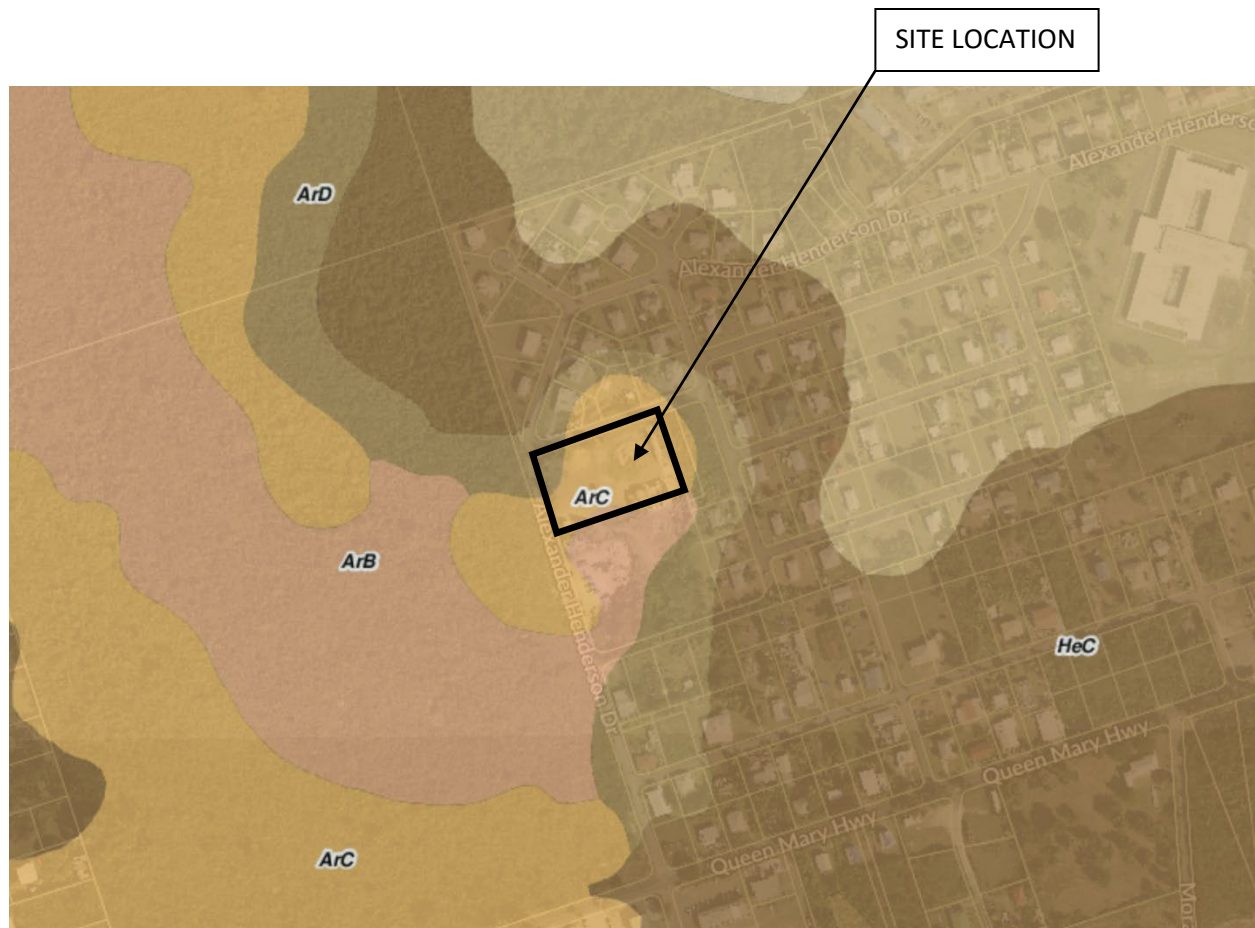 SITE LOCATION
Alexander Henderson
ArD
Alexander Henderson Dr
ArC
Alexander Henderson Dr
ArB
HeC
Queen Mary Hwy
Queen Mary Hwy
ArC